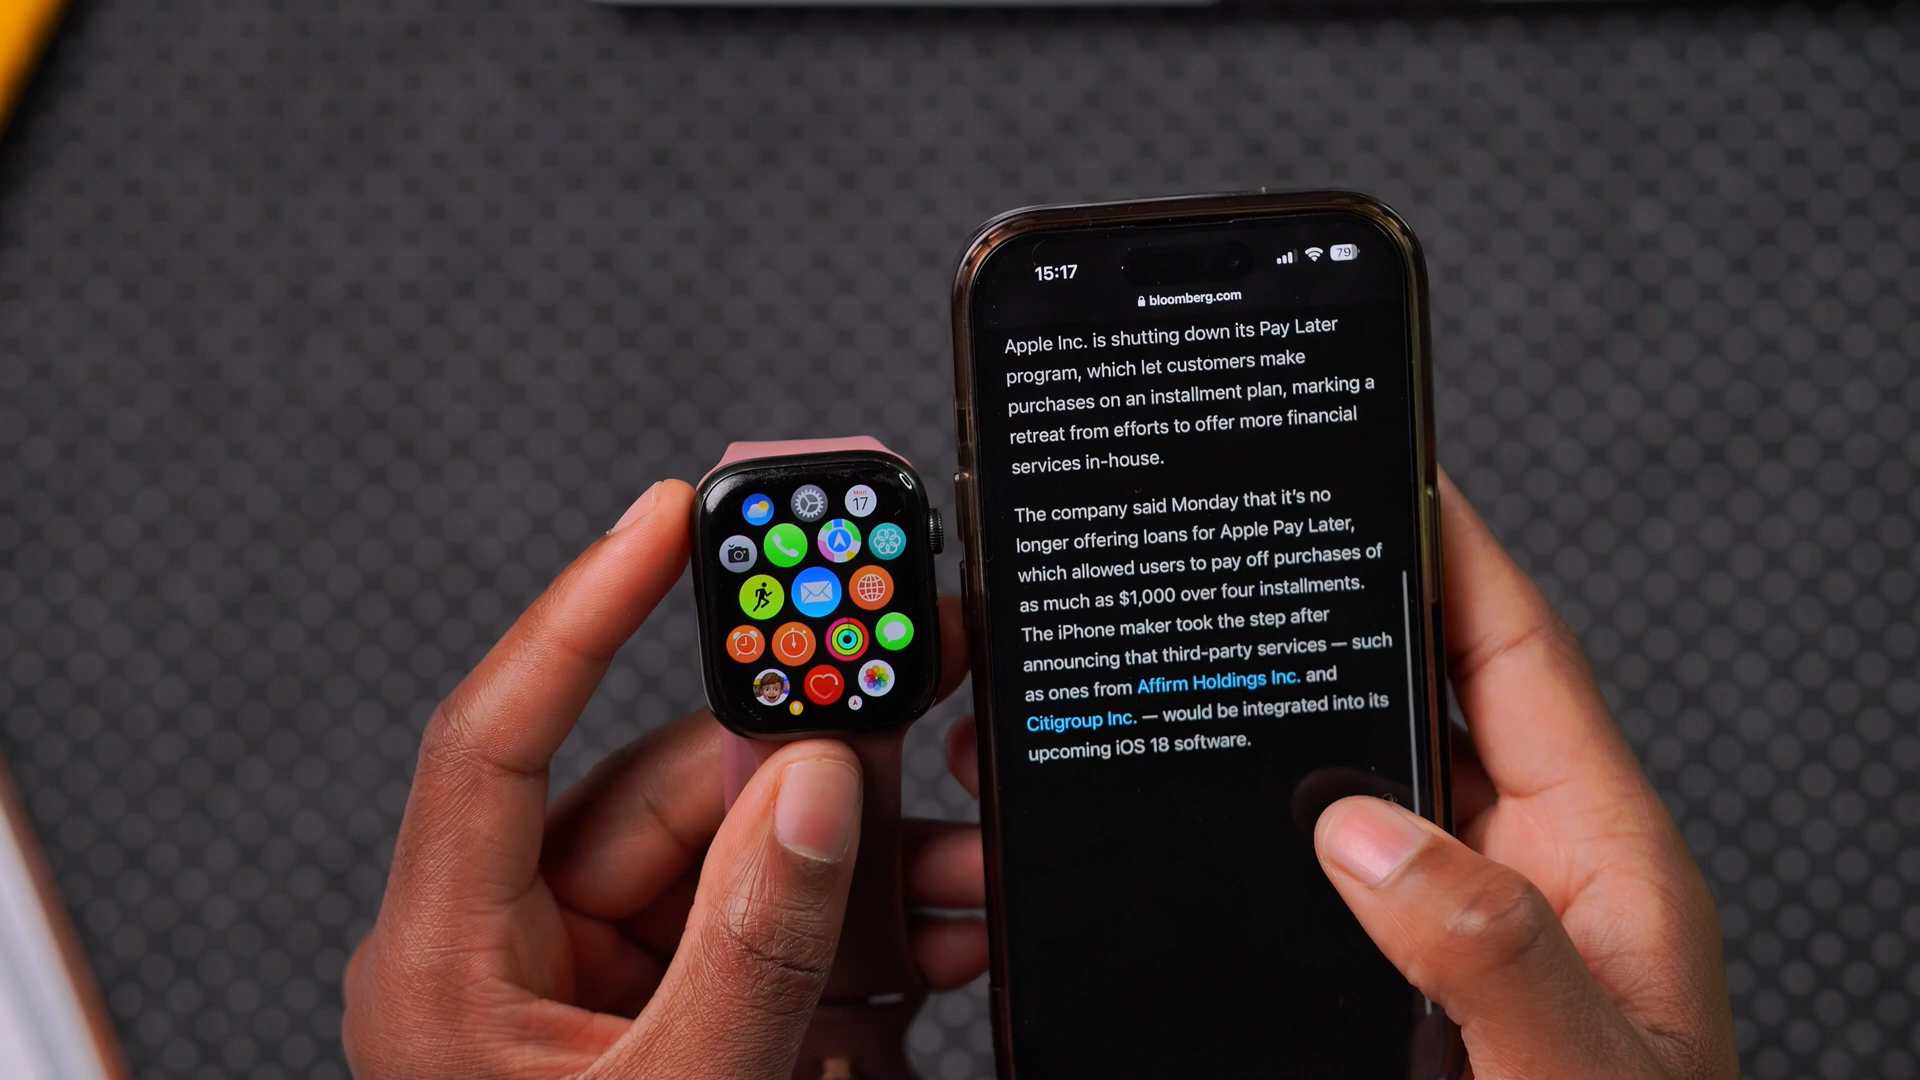 Mon
17
15:17
79
bloomberg.com
Apple Inc. is shutting down its Pay Later
program, which let customers make
purchases on an installment plan, marking a
retreat from efforts to offer more financial
services in-house.
The company said Monday that it's no
longer offering loans for Apple Pay Later,
which allowed users to pay off purchases of
as much as $1,000 over four installments.
The iPhone maker took the step after
announcing that third-party services — such
as ones from Affirm Holdings Inc. and
Citigroup Inc. — would be integrated into its
upcoming iOS 18 software.